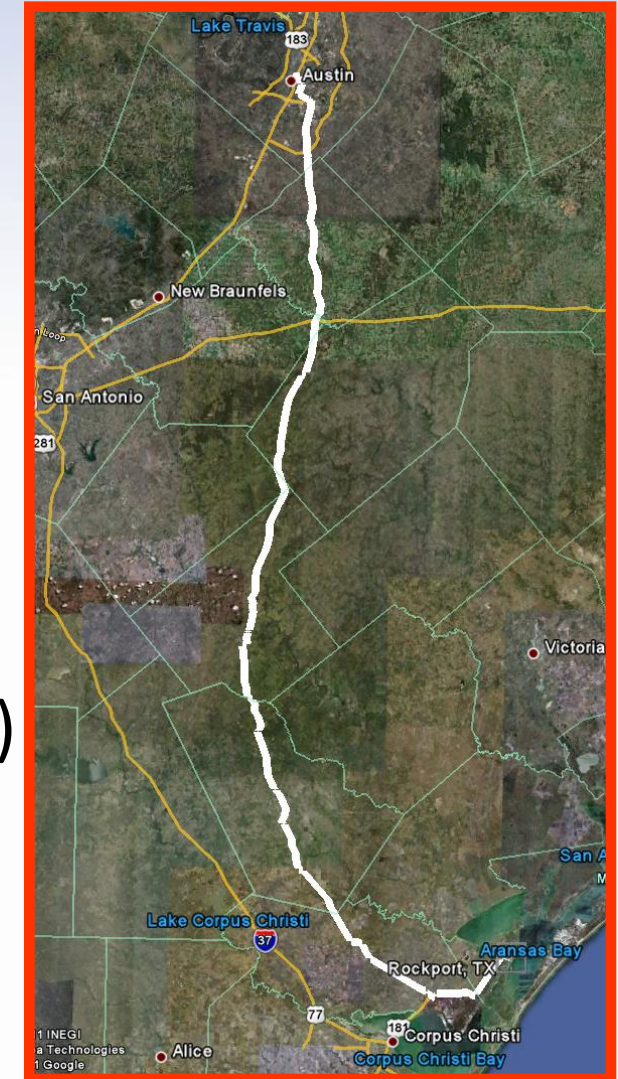 Lake Travis
183
Austin
New Braunfels
n Loop
San Antonio
281
)
Victoria
San A
M
Lake Corpus Christi
37
Aransas Bay
Rockport, TX
77
181
Corpus Christi
1 INEGI
a Technologies
1 Google
Alice
Corpus Christi Bay